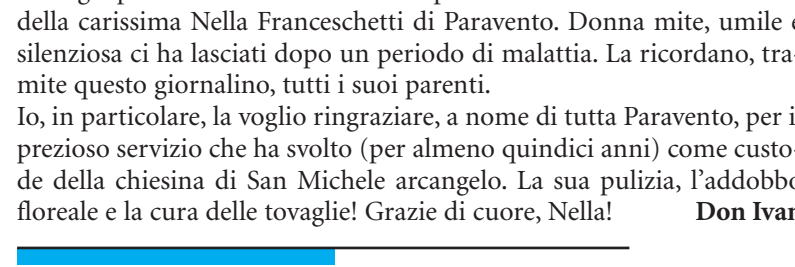 della carissima Nella Franceschetti di Paravento. Donna mite, umile e
silenziosa ci ha lasciati dopo un periodo di malattia. La ricordano, tra-
mite questo giornalino, tutti i suoi parenti.
Io, in particolare, la voglio ringraziare, a nome di tutta Paravento, per i
prezioso servizio che ha svolto (per almeno quindici anni) come custo-
de della chiesina di San Michele arcangelo. La sua pulizia, l'addobbo
floreale e la cura delle tovaglie! Grazie di cuore, Nella! Don Ivan